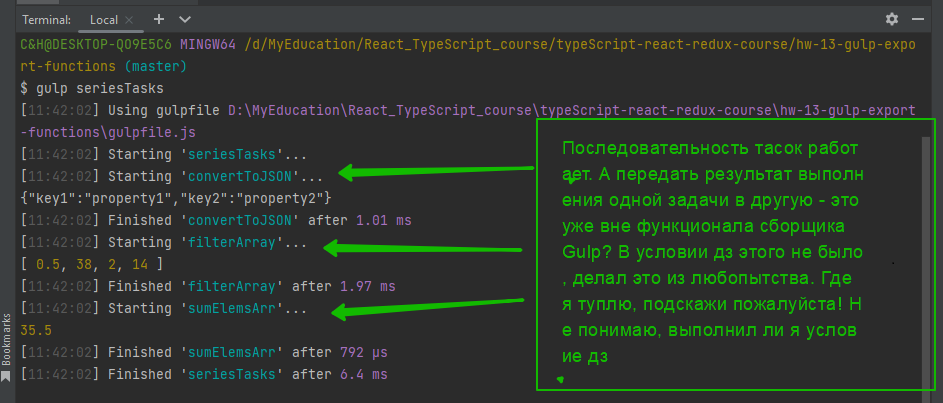 Terminal: Local
C&H@DESKTOP-QO9E5C6 MINGW64 /d/MyEducation/React_TypeScript_course/typeScript-react-redux-course/hw-13-gulp-expo
rt-functions (master)
$ gulp seriesTasks
[11:42:02] Using gulpfile D:\MyEducation\React_TypeScript_course\typeScript-react-redux-course\hw-13-gulp-export
-functions\gulpfile.js
[11:42:02] Starting 'seriesTasks'...
[11:42:02] Starting 'convertToJSON'...
{"key1":"property1","key2":"property2"}
[11:42:02] Finished 'convertToJSON' after 1.01 ms
[11:42:02] Starting 'filterArray'...
[ 0.5, 38, 2, 14 ]
[11:42:02] Finished 'filterArray' after 1.97 ms
[11:42:02] Starting 'sumElemsArr'...
35.5
[11:42:02] Finished 'sumElemsArr' after 792 μs
[11:42:02] Finished 'seriesTasks' after 6.4 ms
Последовательность тасок работ
ает. А передать результат выполн
ения одной задачи в другую - это
уже вне функционала сборщика
Gulp? В условии дз этого не было
, делал это из любопытства. Где
я туплю, подскажи пожалуйста! Н
е понимаю, выполнил ли я услов
ие дз
Bookmarks